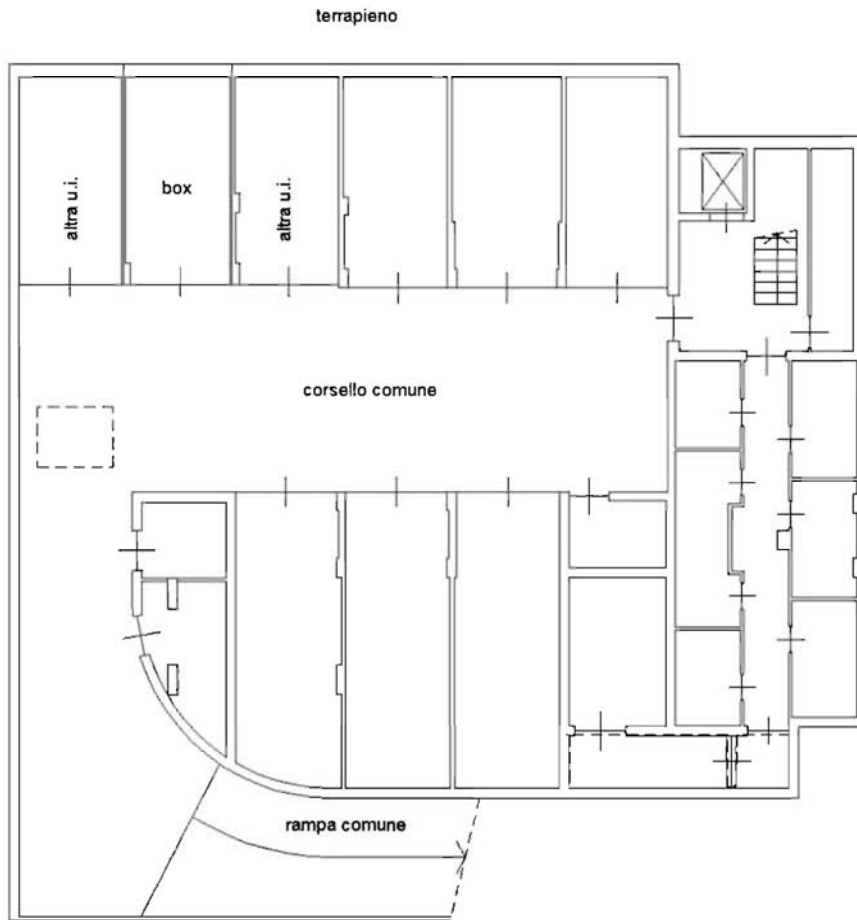 terrapieno
altra u.i.
box
altra u.i.
corsello comune
rampa comune